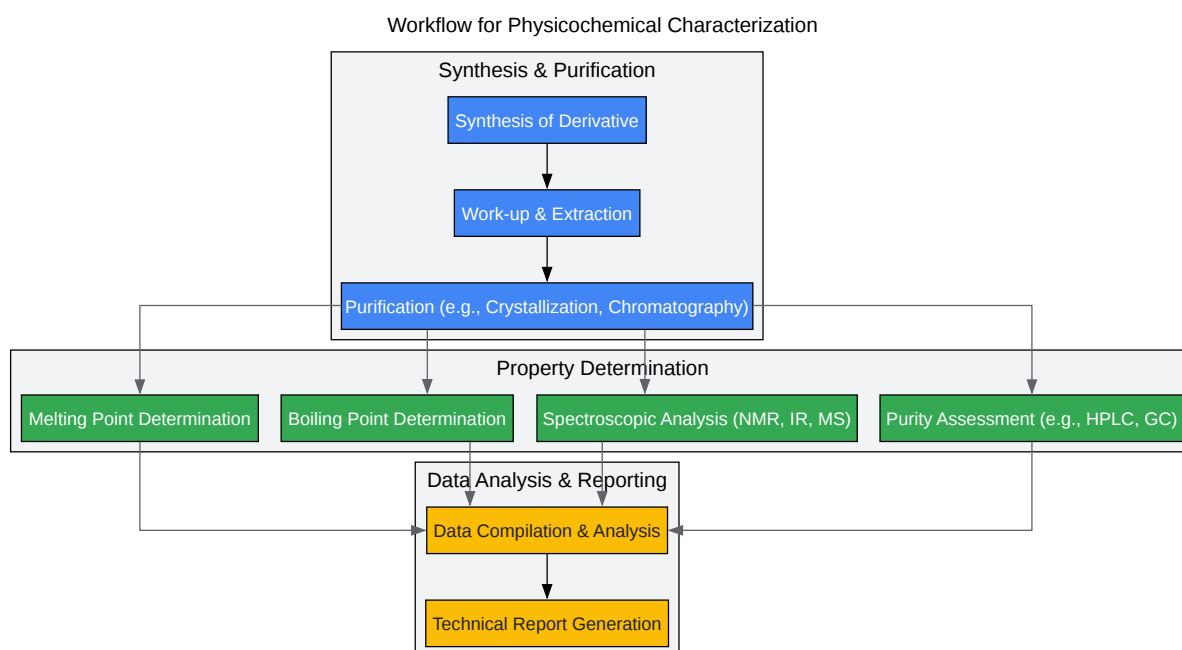 Workflow for Physicochemical Characterization
Synthesis & Purification
Synthesis of Derivative
Work-up & Extraction
Purification (e.g., Crystallization, Chromatography)
Property Determination
Melting Point Determination
Boiling Point Determination
Spectroscopic Analysis (NMR, IR, MS)
Purity Assessment (e.g., HPLC, GC)
Data Analysis & Reporting
Data Compilation & Analysis
Technical Report Generation